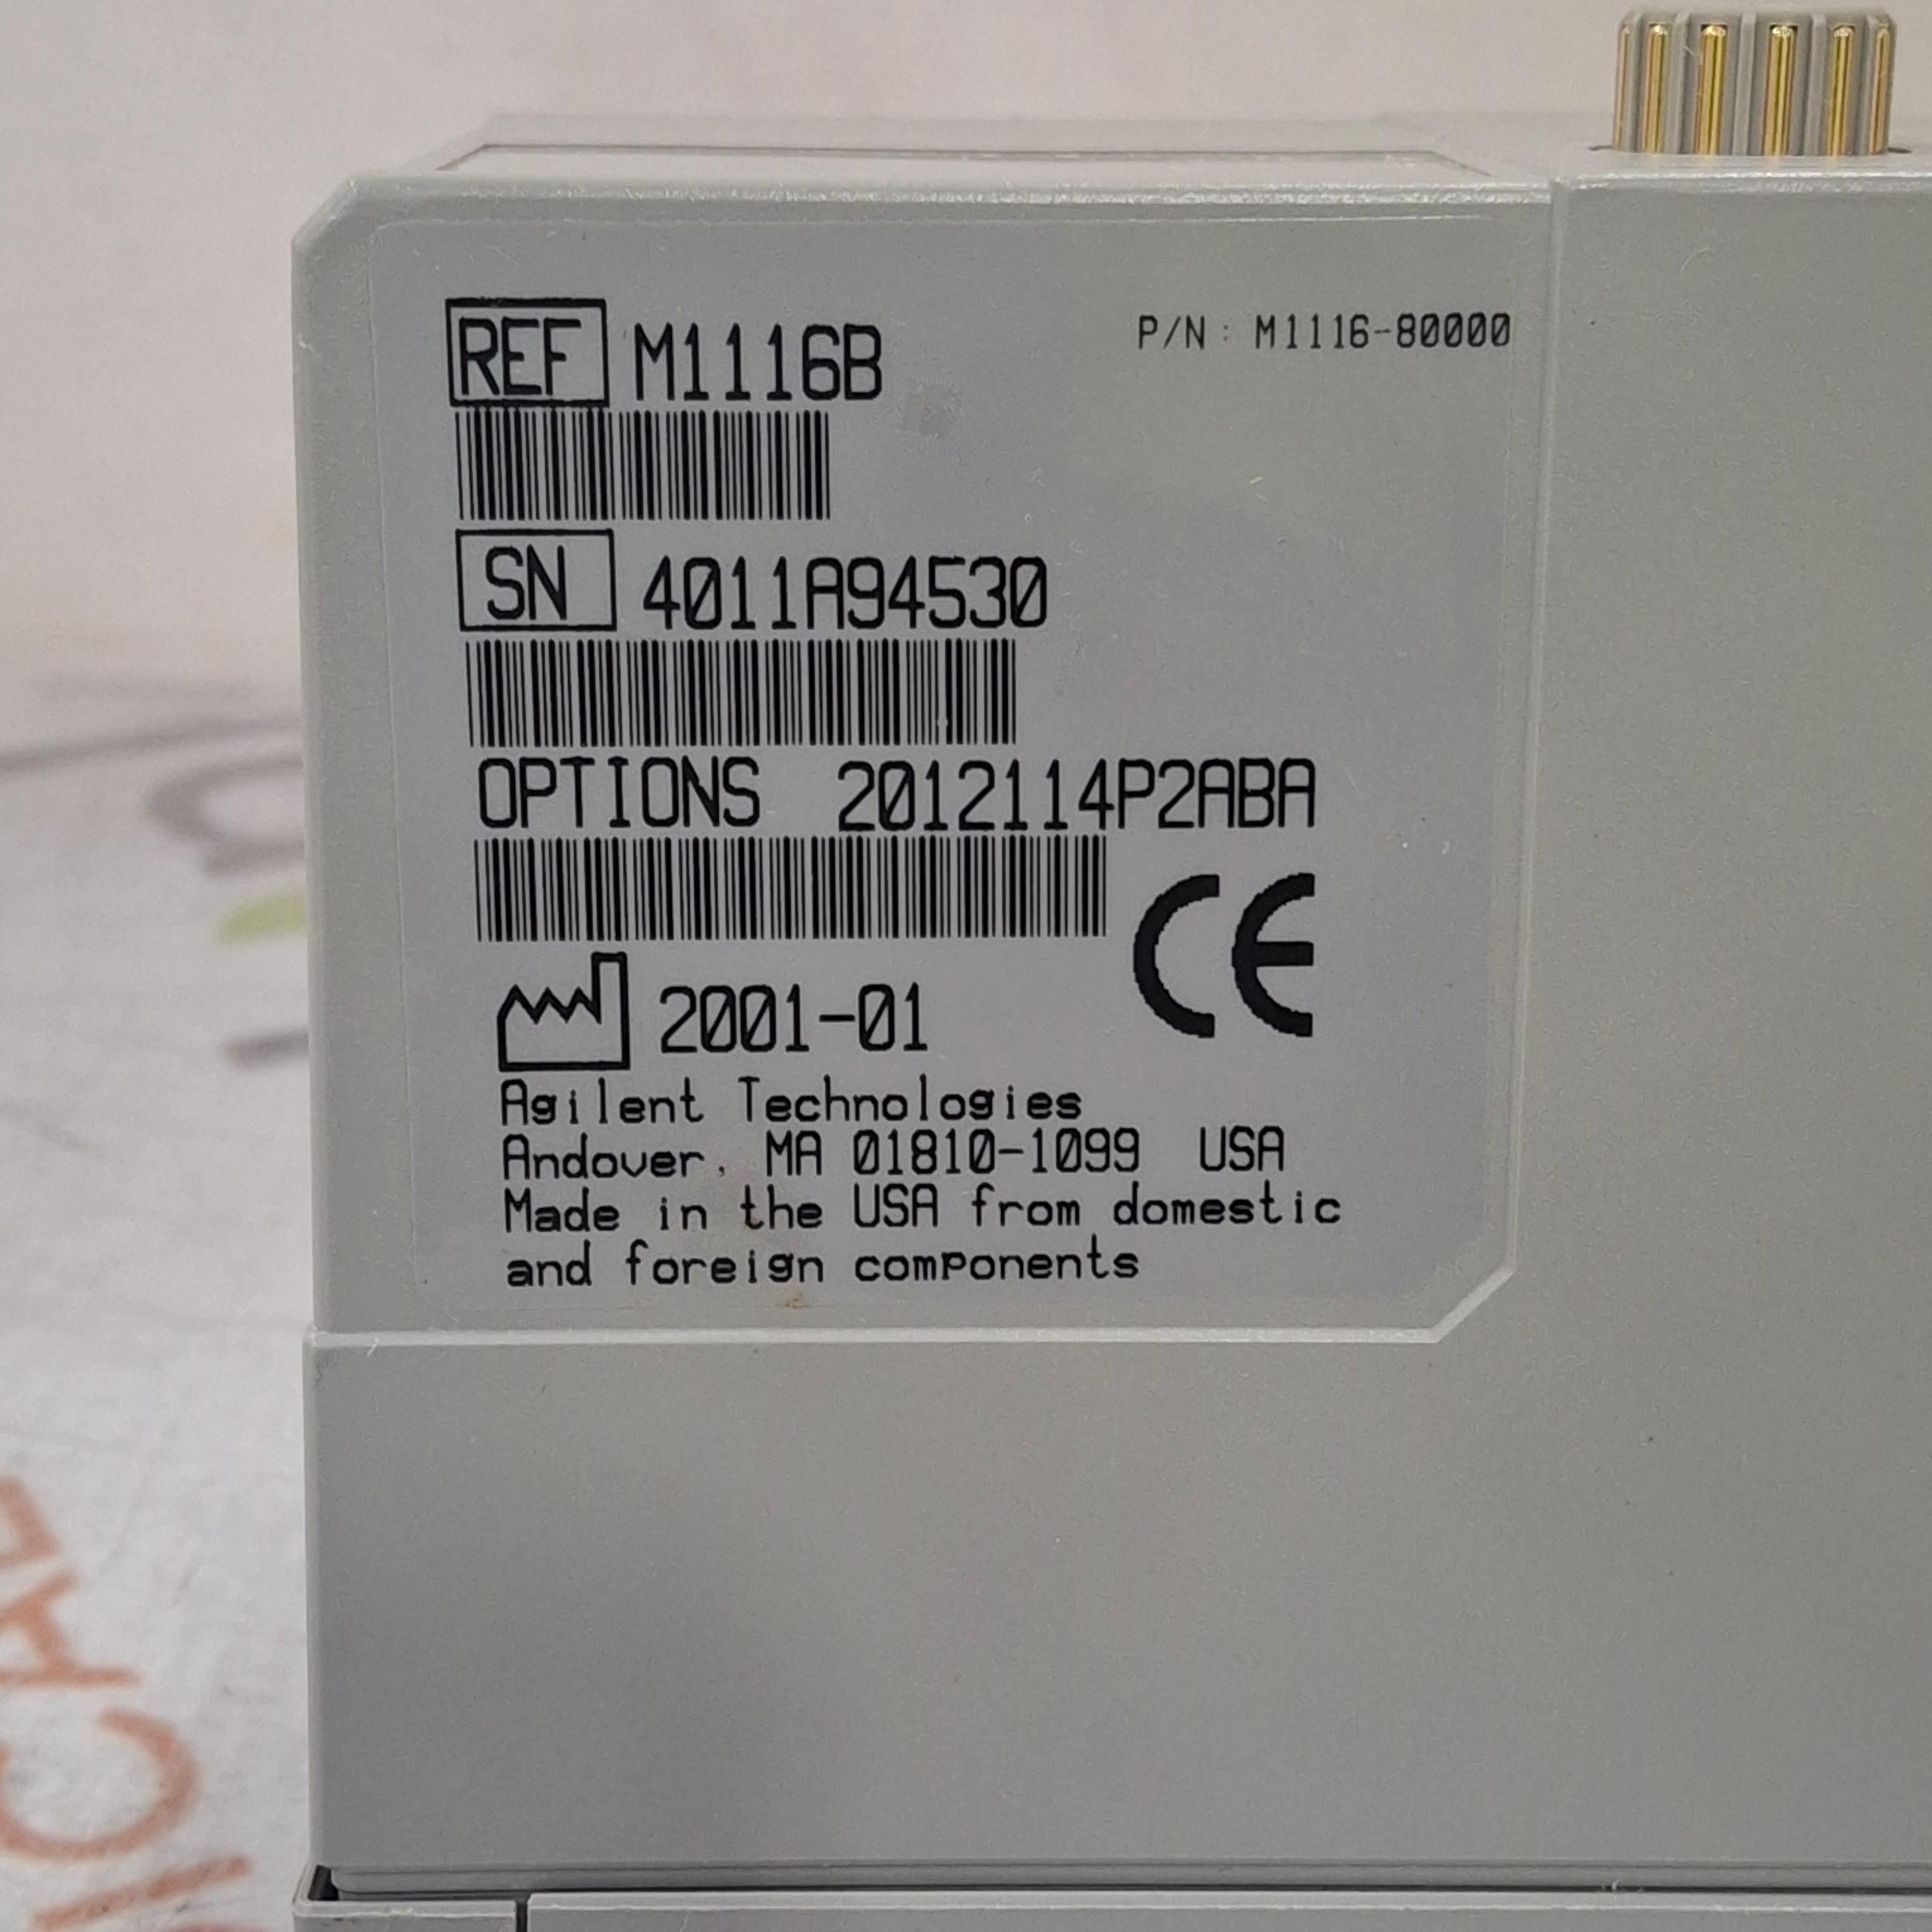 REF M1116B
P/N: M1116-80000
SN 4011A94530
OPTIONS 2012114P2ABA
CE
2001-01
Agilent Technologies
Andover, MA 01810-1099 USA
Made in the USA from domestic
and foreign components